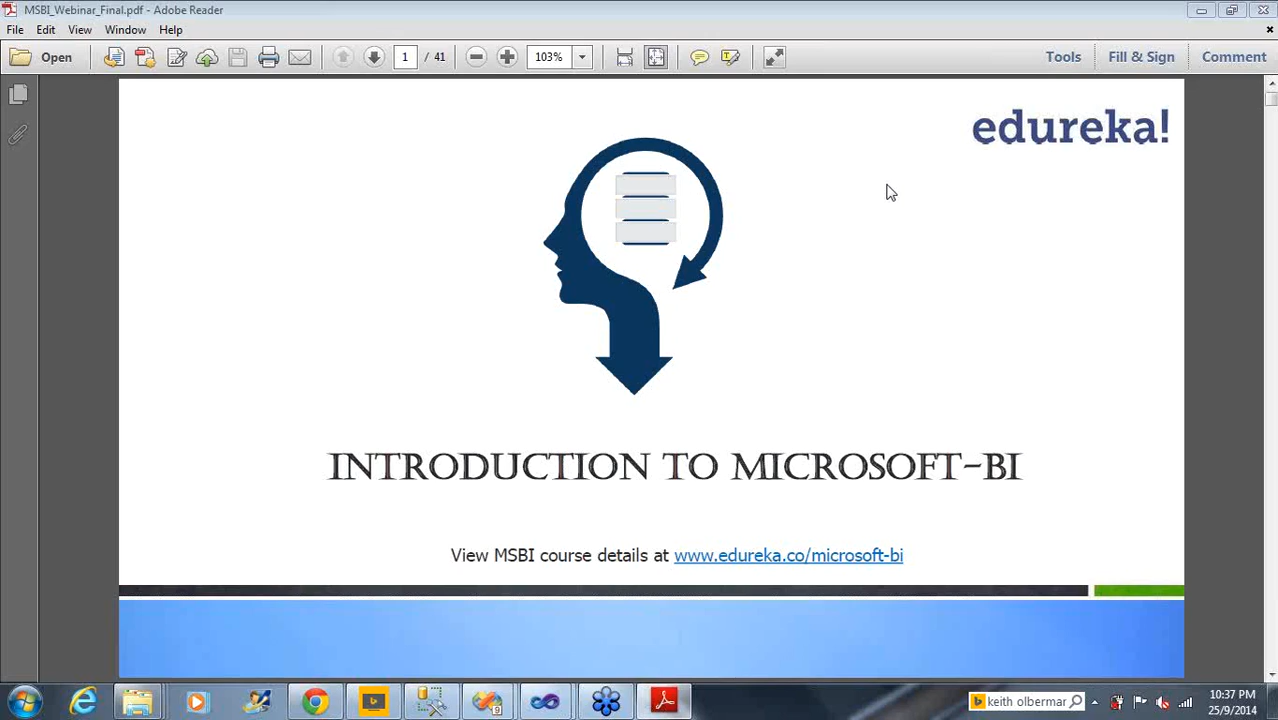 MSBI_Webinar_Final.pdf - Adobe Reader
File Edit View Window Help
Open 1 / 41 103% Tools Fill & Sign Comment
edureka!
INTRODUCTION TO MICROSOFT-BI
View MSBI course details at www.edureka.co/microsoft-bi
keith olbermar
10:37 PM
25/9/2014